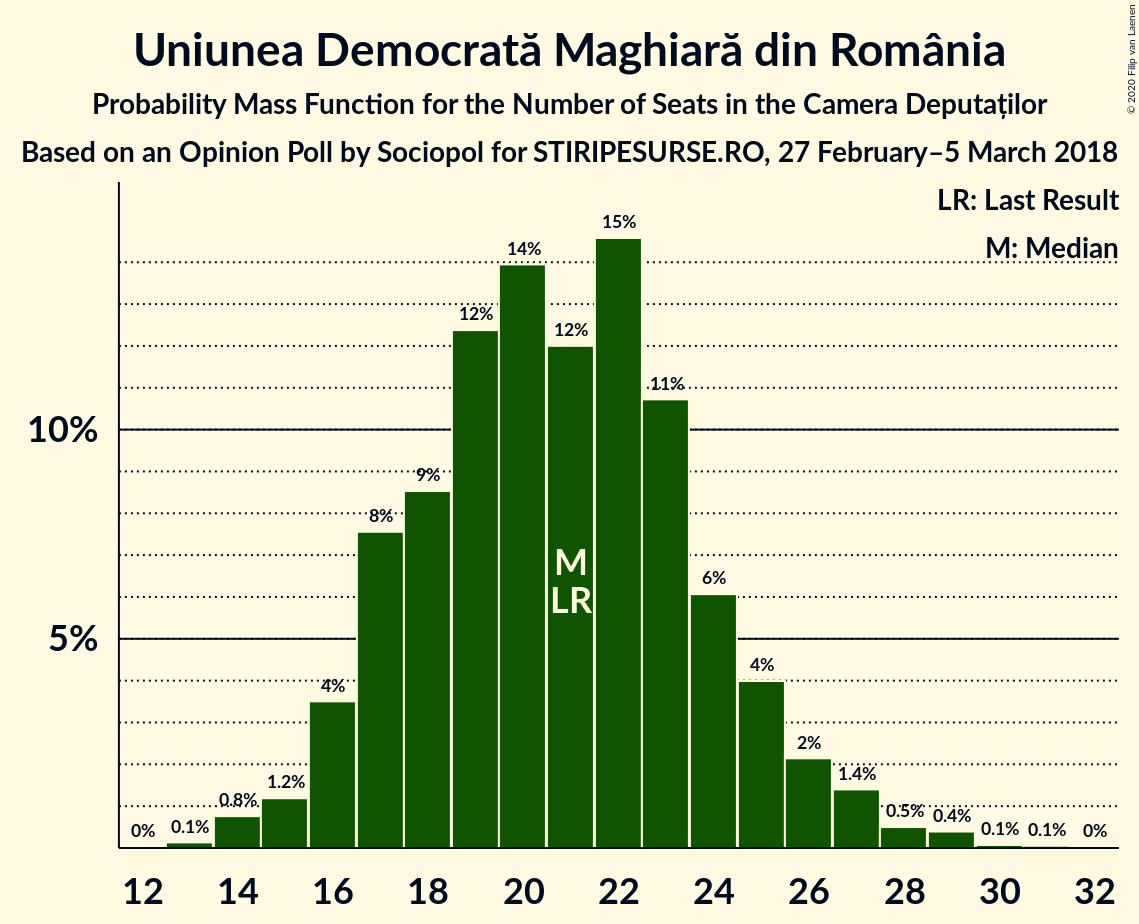 Uniunea Democrată Maghiară din România
Probability Mass Function for the Number of Seats in the Camera Deputaților
Based on an Opinion Poll by Sociopol for STIRIPESURSE.RO, 27 February–5 March 2018
© 2020 Filip van Laenen
LR: Last Result
M: Median
10%
5%
0%
0.1%
0.8%
1.2%
4%
8%
9%
12%
14%
12%
15%
11%
6%
4%
2%
1.4%
0.5%
0.4%
0.1%
0.1%
0%
M
LR
12 14 16 18 20 22 24 26 28 30 32